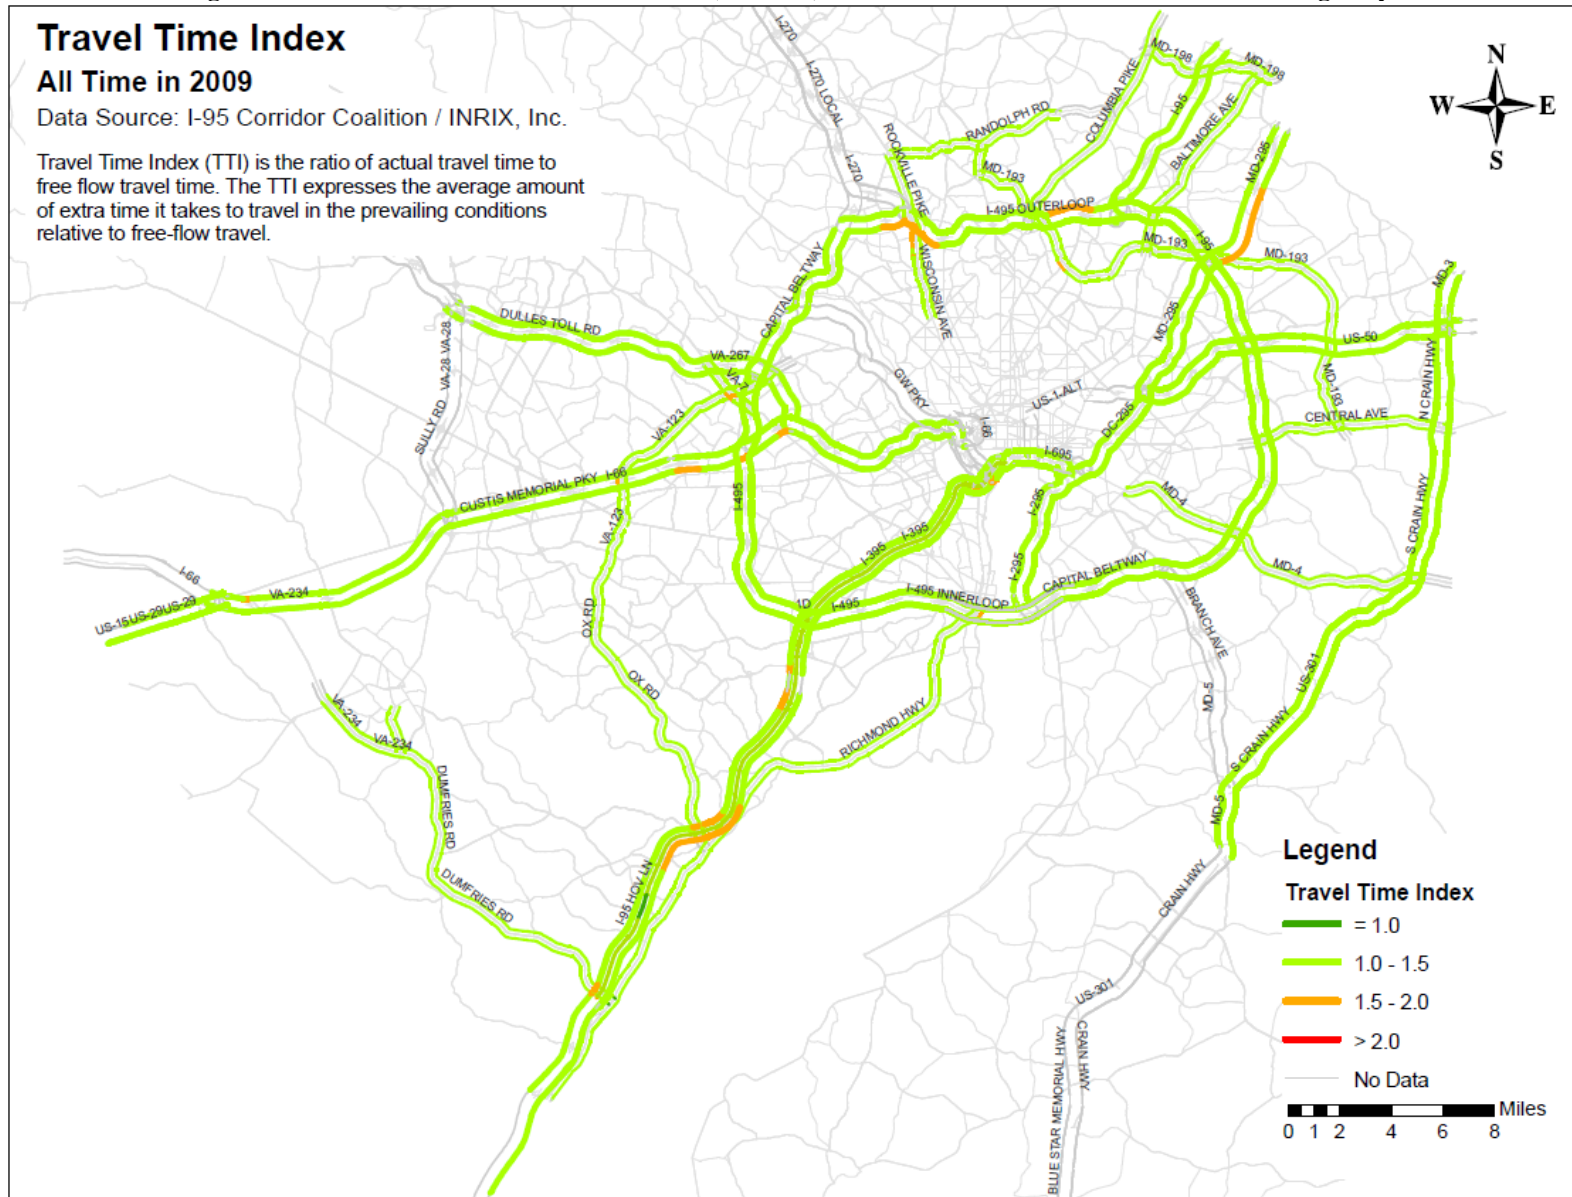 Travel Time Index
All Time in 2009
Data Source: I-95 Corridor Coalition / INRIX, Inc.
Travel Time Index (TTI) is the ratio of actual travel time to
free flow travel time. The TTI expresses the average amount
of extra time it takes to travel in the prevailing conditions
relative to free-flow travel.
N
W E
S
I-270
I-270 LOCAL
I-270
ROCKVILLE PIKE
RANDOLPH RD
MD-193
COLUMBIA PIKE
MD-198
MD-198
I-95
BALTIMORE AVE
MD-295
I-495 OUTERLOOP
MD-193
I-95
MD-193
MD-3
WISCONSIN AVE
CAPITAL BELTWAY
DULLES TOLL RD
VA-28
VA-28
VA-267
VA-7
GW PKY
US-1-ALT
MD-295
US-50
MD-193
N CRAIN HWY
CENTRAL AVE
DC-295
SULLY RD
VA-123
I-66
I-695
CUSTIS MEMORIAL PKY
I-66
I-495
VA-123
I-395
I-395
I-295
MD-4
S CRAIN HWY
I-295
CAPITAL BELTWAY
MD-4
I-66
VA-234
US-15US-29US-29
OX RD
1D
I-495
I-495 INNERLOOP
BRANCH AVE
OX RD
MD-5
US-301
RICHMOND HWY
S CRAIN HWY
VA-234
VA-234
DUMFRIES RD
DUMFRIES RD
MD-5
I-95 HOV LN
CRAIN HWY
US-301
BLUE STAR MEMORIAL HWY
CRAIN HWY
Legend
Travel Time Index
= 1.0
1.0 - 1.5
1.5 - 2.0
> 2.0
No Data
Miles
0 1 2 4 6 8